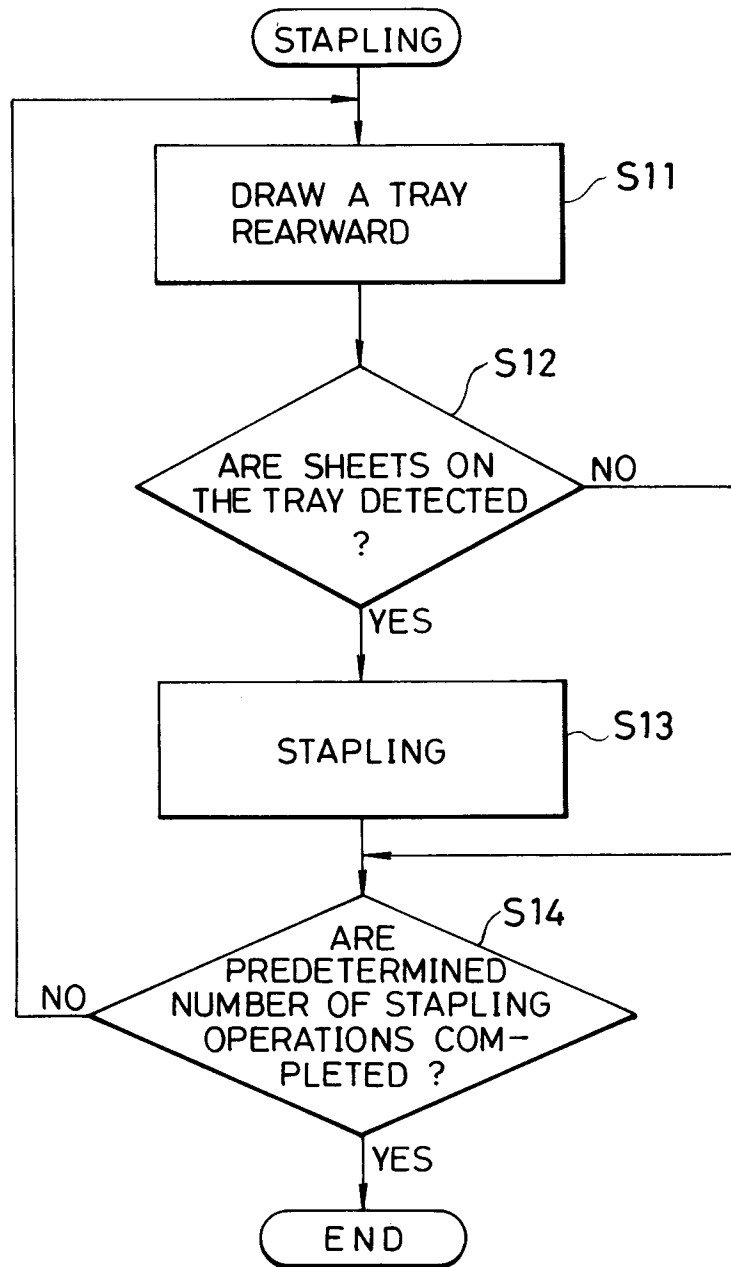 STAPLING
DRAW A TRAY
REARWARD
S11
S12
ARE SHEETS ON
THE TRAY DETECTED
?
NO
YES
STAPLING
S13
S14
ARE
PREDETERMINED
NUMBER OF STAPLING
OPERATIONS COM-
PLETED ?
NO
YES
END